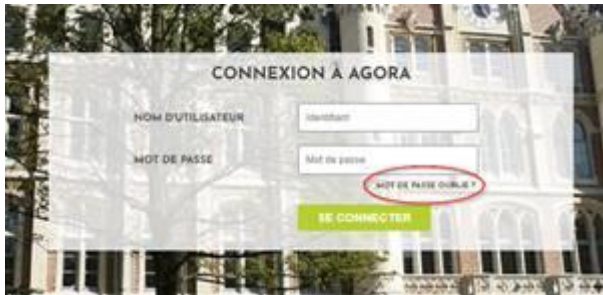 CONNEXION À AGORA
NOM D'UTILISATEUR
Identifiant
MOT DE PASSE
Mot de passe
MOT DE PASSE OUBLIÉ ?
SE CONNECTER